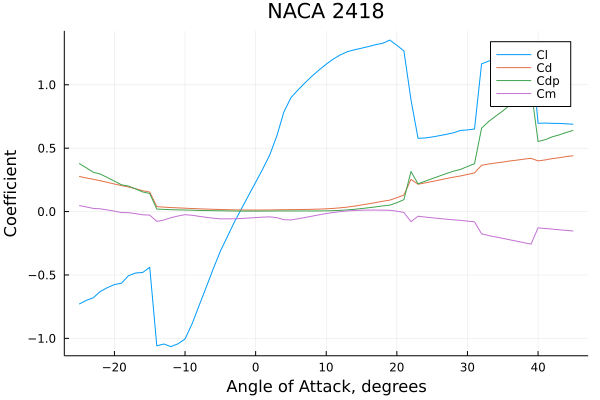 NACA 2418
Cl
Cd
Cdp
Cm
1.0
0.5
0.0
−0.5
−1.0
Coefficient
−20 −10 0 10 20 30 40
Angle of Attack, degrees